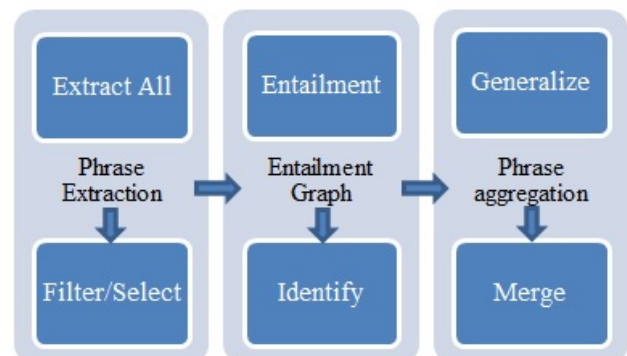 Extract All
Phrase
Extraction
Filter/Select
Entailment
Entailment
Graph
Identify
Generalize
Phrase
aggregation
Merge